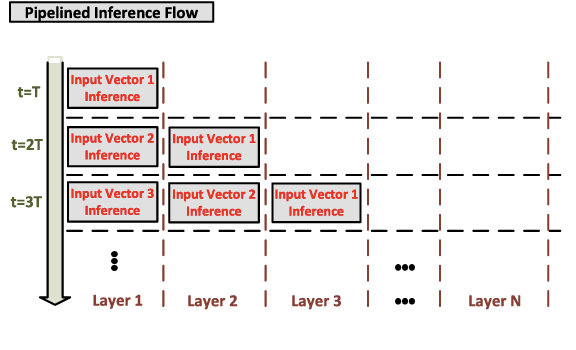 Pipelined Inference Flow
t=T
Input Vector 1
Inference
t=2T
Input Vector 2
Inference
Input Vector 1
Inference
t=3T
Input Vector 3
Inference
Input Vector 2
Inference
Input Vector 1
Inference
Layer 1
Layer 2
Layer 3
Layer N